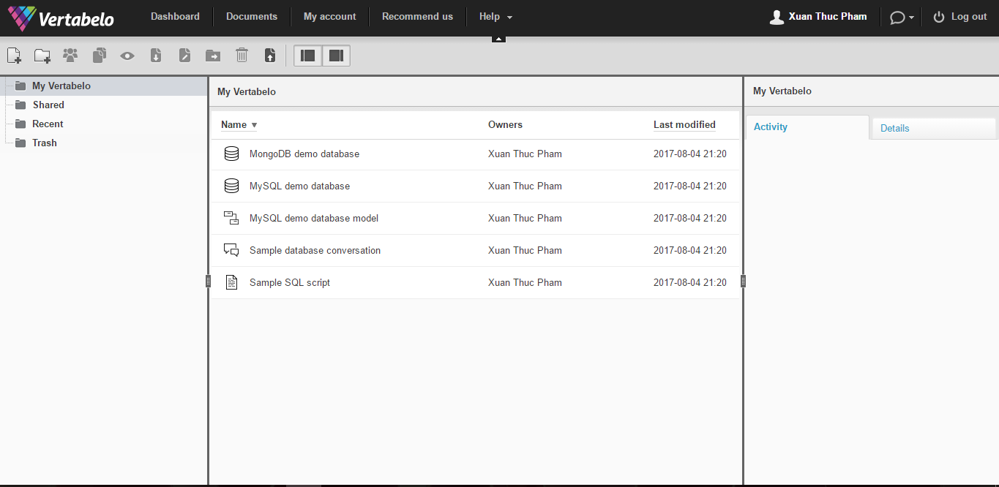 Vertabelo Dashboard Documents My account Recommend us Help Xuan Thuc Pham Log out
My Vertabelo
Shared
Recent
Trash
My Vertabelo
Name ▼ Owners Last modified
MongoDB demo database Xuan Thuc Pham 2017-08-04 21:20
MySQL demo database Xuan Thuc Pham 2017-08-04 21:20
MySQL demo database model Xuan Thuc Pham 2017-08-04 21:20
Sample database conversation Xuan Thuc Pham 2017-08-04 21:20
Sample SQL script Xuan Thuc Pham 2017-08-04 21:20
My Vertabelo
Activity Details